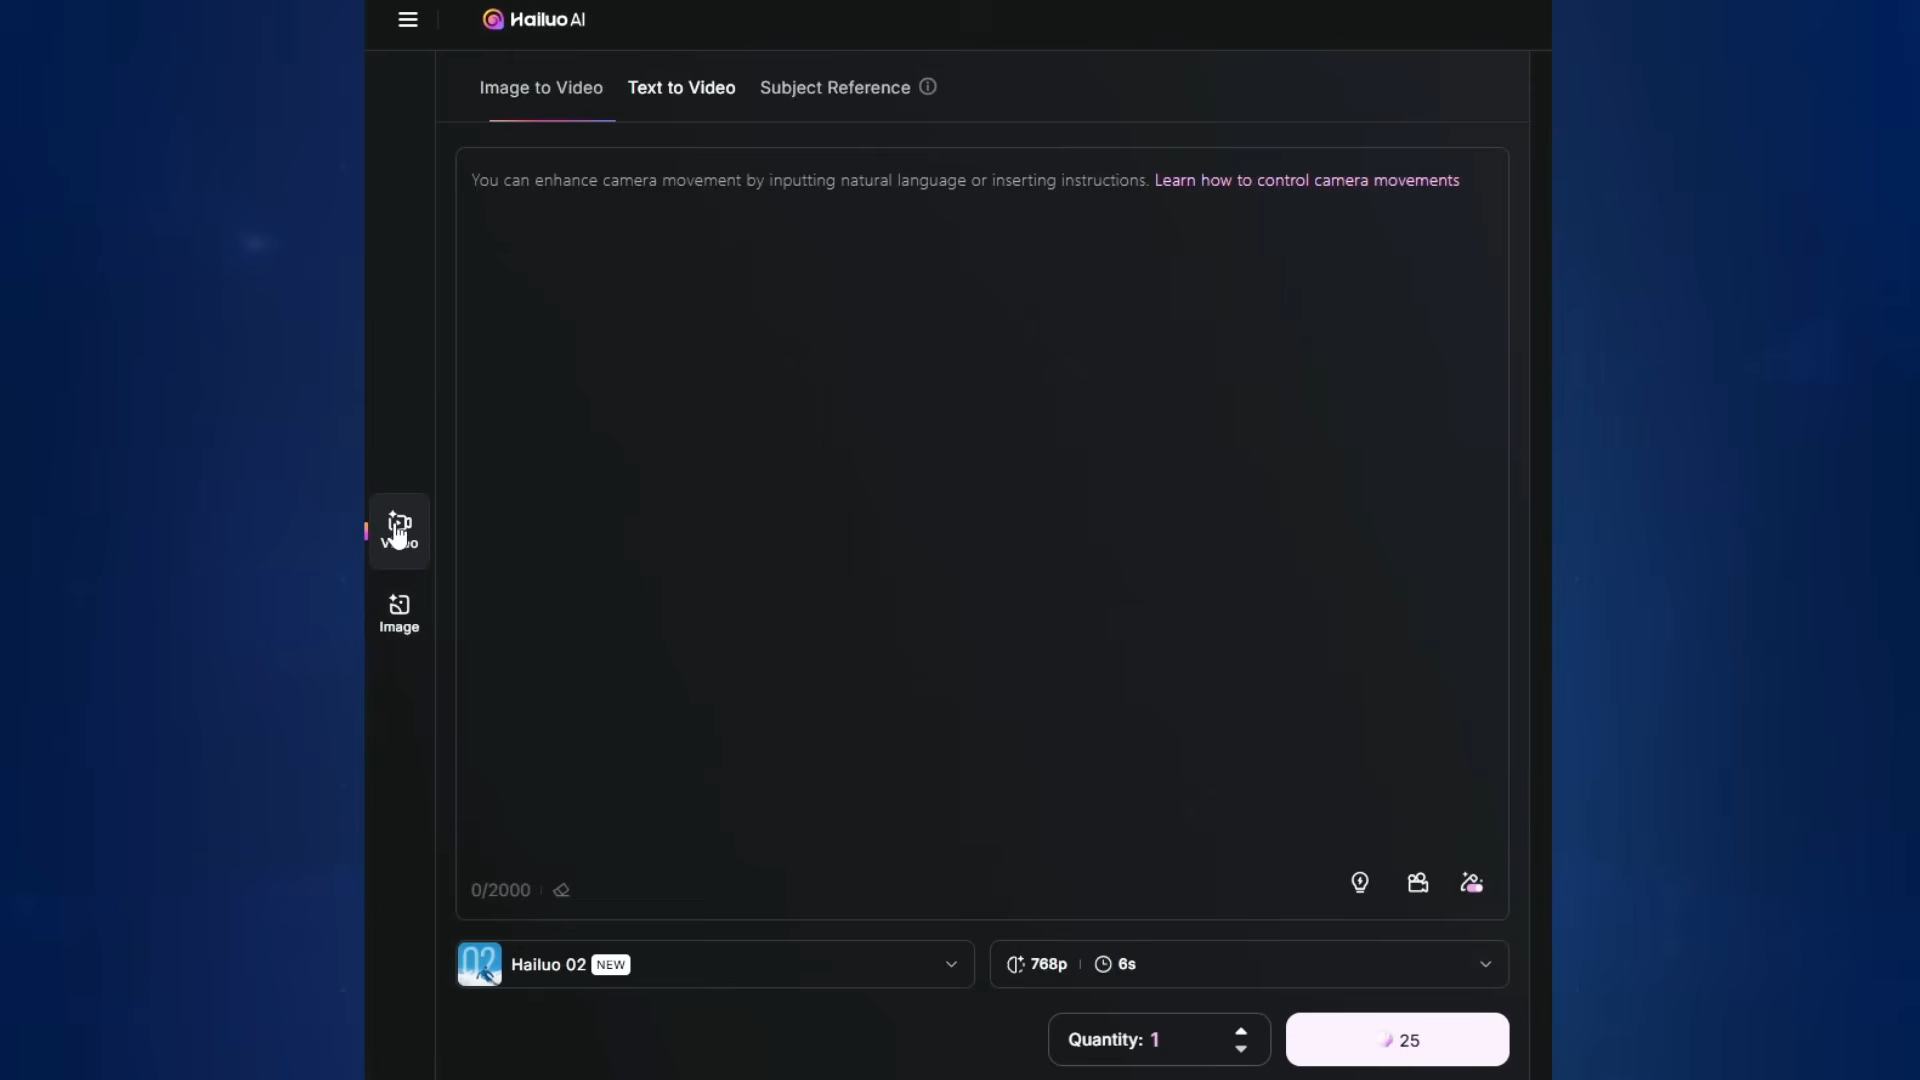 Hailuo AI
Image to Video Text to Video Subject Reference
You can enhance camera movement by inputting natural language or inserting instructions. Learn how to control camera movements
Image
0/2000
02 Hailuo 02 NEW
768p 6s
Quantity: 1
25